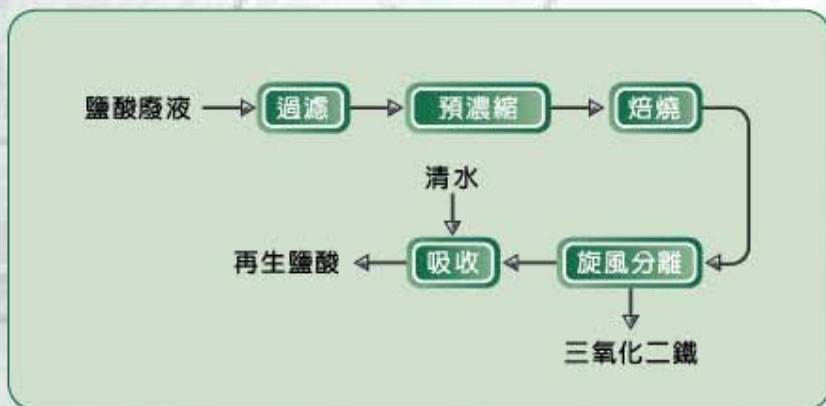 鹽酸廢液
過濾
預濃縮
焙燒
清水
再生鹽酸
吸收
旋風分離
三氧化二鐵